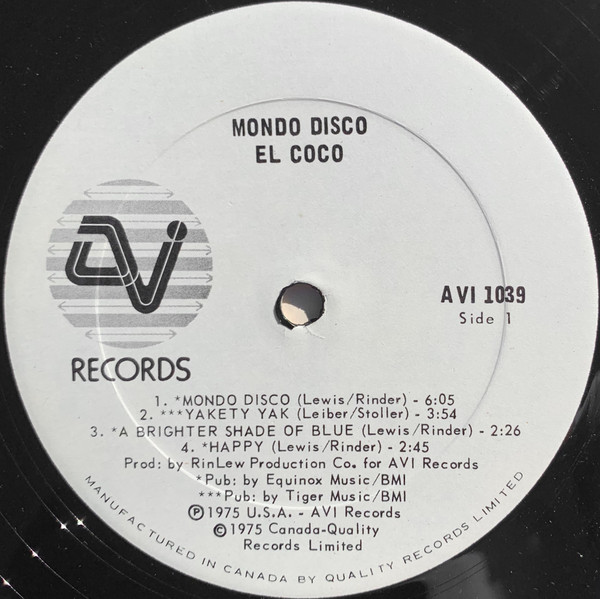 MONDO DISCO
EL COCO
AVi
RECORDS
AVI 1039
Side 1
1. *MONDO DISCO (Lewis/Rinder) - 6:05
2. ***YAKETY YAK (Leiber/Stoller) - 3:54
3. *A BRIGHTER SHADE OF BLUE (Lewis/Rinder) - 2:26
4. *HAPPY (Lewis/Rinder) - 2:45
Prod: by RinLew Production Co. for AVI Records
*Pub: by Equinox Music/BMI
***Pub: by Tiger Music/BMI
Ⓟ1975 U.S.A. - AVI Records
©1975 Canada-Quality
Records Limited
MANUFACTURED IN CANADA BY QUALITY RECORDS LIMITED